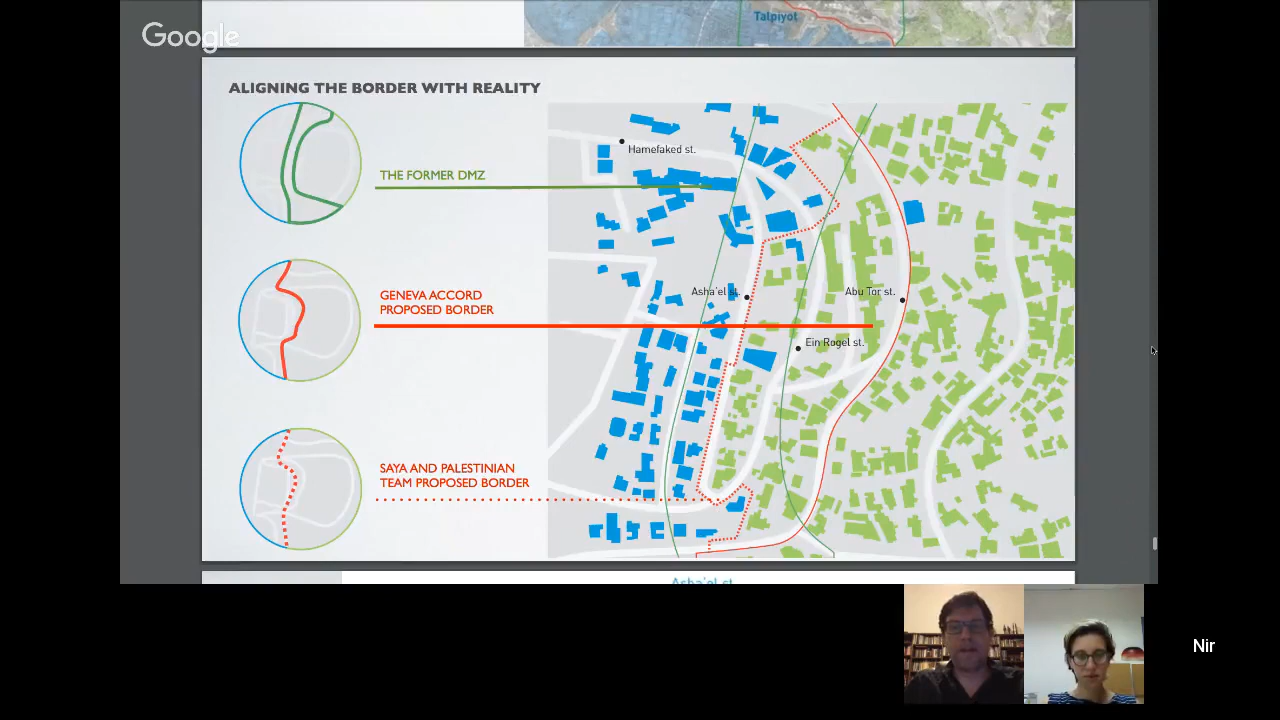 Google
Talpiyot
ALIGNING THE BORDER WITH REALITY
Hamefaked st.
THE FORMER DMZ
Asha'el st.
Abu Tor st.
GENEVA ACCORD
PROPOSED BORDER
Ein Rogel st.
SAYA AND PALESTINIAN
TEAM PROPOSED BORDER
Asha'el st.
Nir